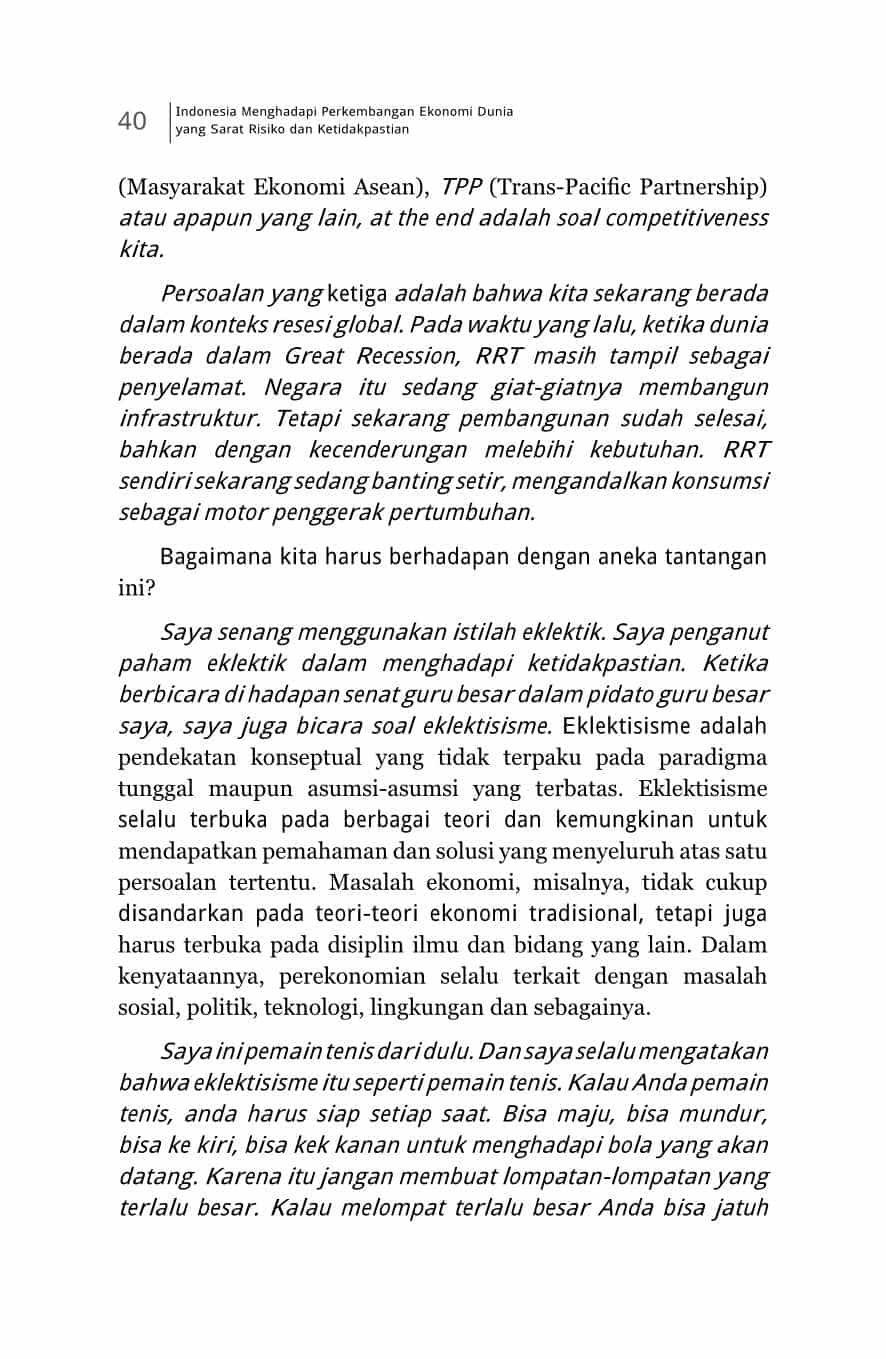 40
Indonesia Menghadapi Perkembangan Ekonomi Dunia
yang Sarat Risiko dan Ketidakpastian
(Masyarakat Ekonomi Asean), TPP (Trans-Pacific Partnership)
atau apapun yang lain, at the end adalah soal competitiveness
kita.
Persoalan yang ketiga adalah bahwa kita sekarang berada
dalam konteks resesi global. Pada waktu yang lalu, ketika dunia
berada dalam Great Recession, RRT masih tampil sebagai
penyelamat. Negara itu sedang giat-giatnya membangun
infrastruktur. Tetapi sekarang pembangunan sudah selesai,
bahkan dengan kecenderungan melebihi kebutuhan. RRT
sendiri sekarang sedang banting setir, mengandalkan konsumsi
sebagai motor penggerak pertumbuhan.
Bagaimana kita harus berhadapan dengan aneka tantangan
ini?
Saya senang menggunakan istilah eklektik. Saya penganut
paham eklektik dalam menghadapi ketidakpastian. Ketika
berbicara di hadapan senat guru besar dalam pidato guru besar
saya, saya juga bicara soal eklektisisme. Eklektisisme adalah
pendekatan konseptual yang tidak terpaku pada paradigma
tunggal maupun asumsi-asumsi yang terbatas. Eklektisisme
selalu terbuka pada berbagai teori dan kemungkinan untuk
mendapatkan pemahaman dan solusi yang menyeluruh atas satu
persoalan tertentu. Masalah ekonomi, misalnya, tidak cukup
disandarkan pada teori-teori ekonomi tradisional, tetapi juga
harus terbuka pada disiplin ilmu dan bidang yang lain. Dalam
kenyataannya, perekonomian selalu terkait dengan masalah
sosial, politik, teknologi, lingkungan dan sebagainya.
Saya ini pemain tenis dari dulu. Dan saya selalu mengatakan
bahwa eklektisisme itu seperti pemain tenis. Kalau Anda pemain
tenis, anda harus siap setiap saat. Bisa maju, bisa mundur,
bisa ke kiri, bisa kek kanan untuk menghadapi bola yang akan
datang. Karena itu jangan membuat lompatan-lompatan yang
terlalu besar. Kalau melompat terlalu besar Anda bisa jatuh